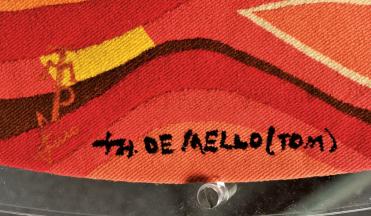 TH. DE MELLO (TOM)